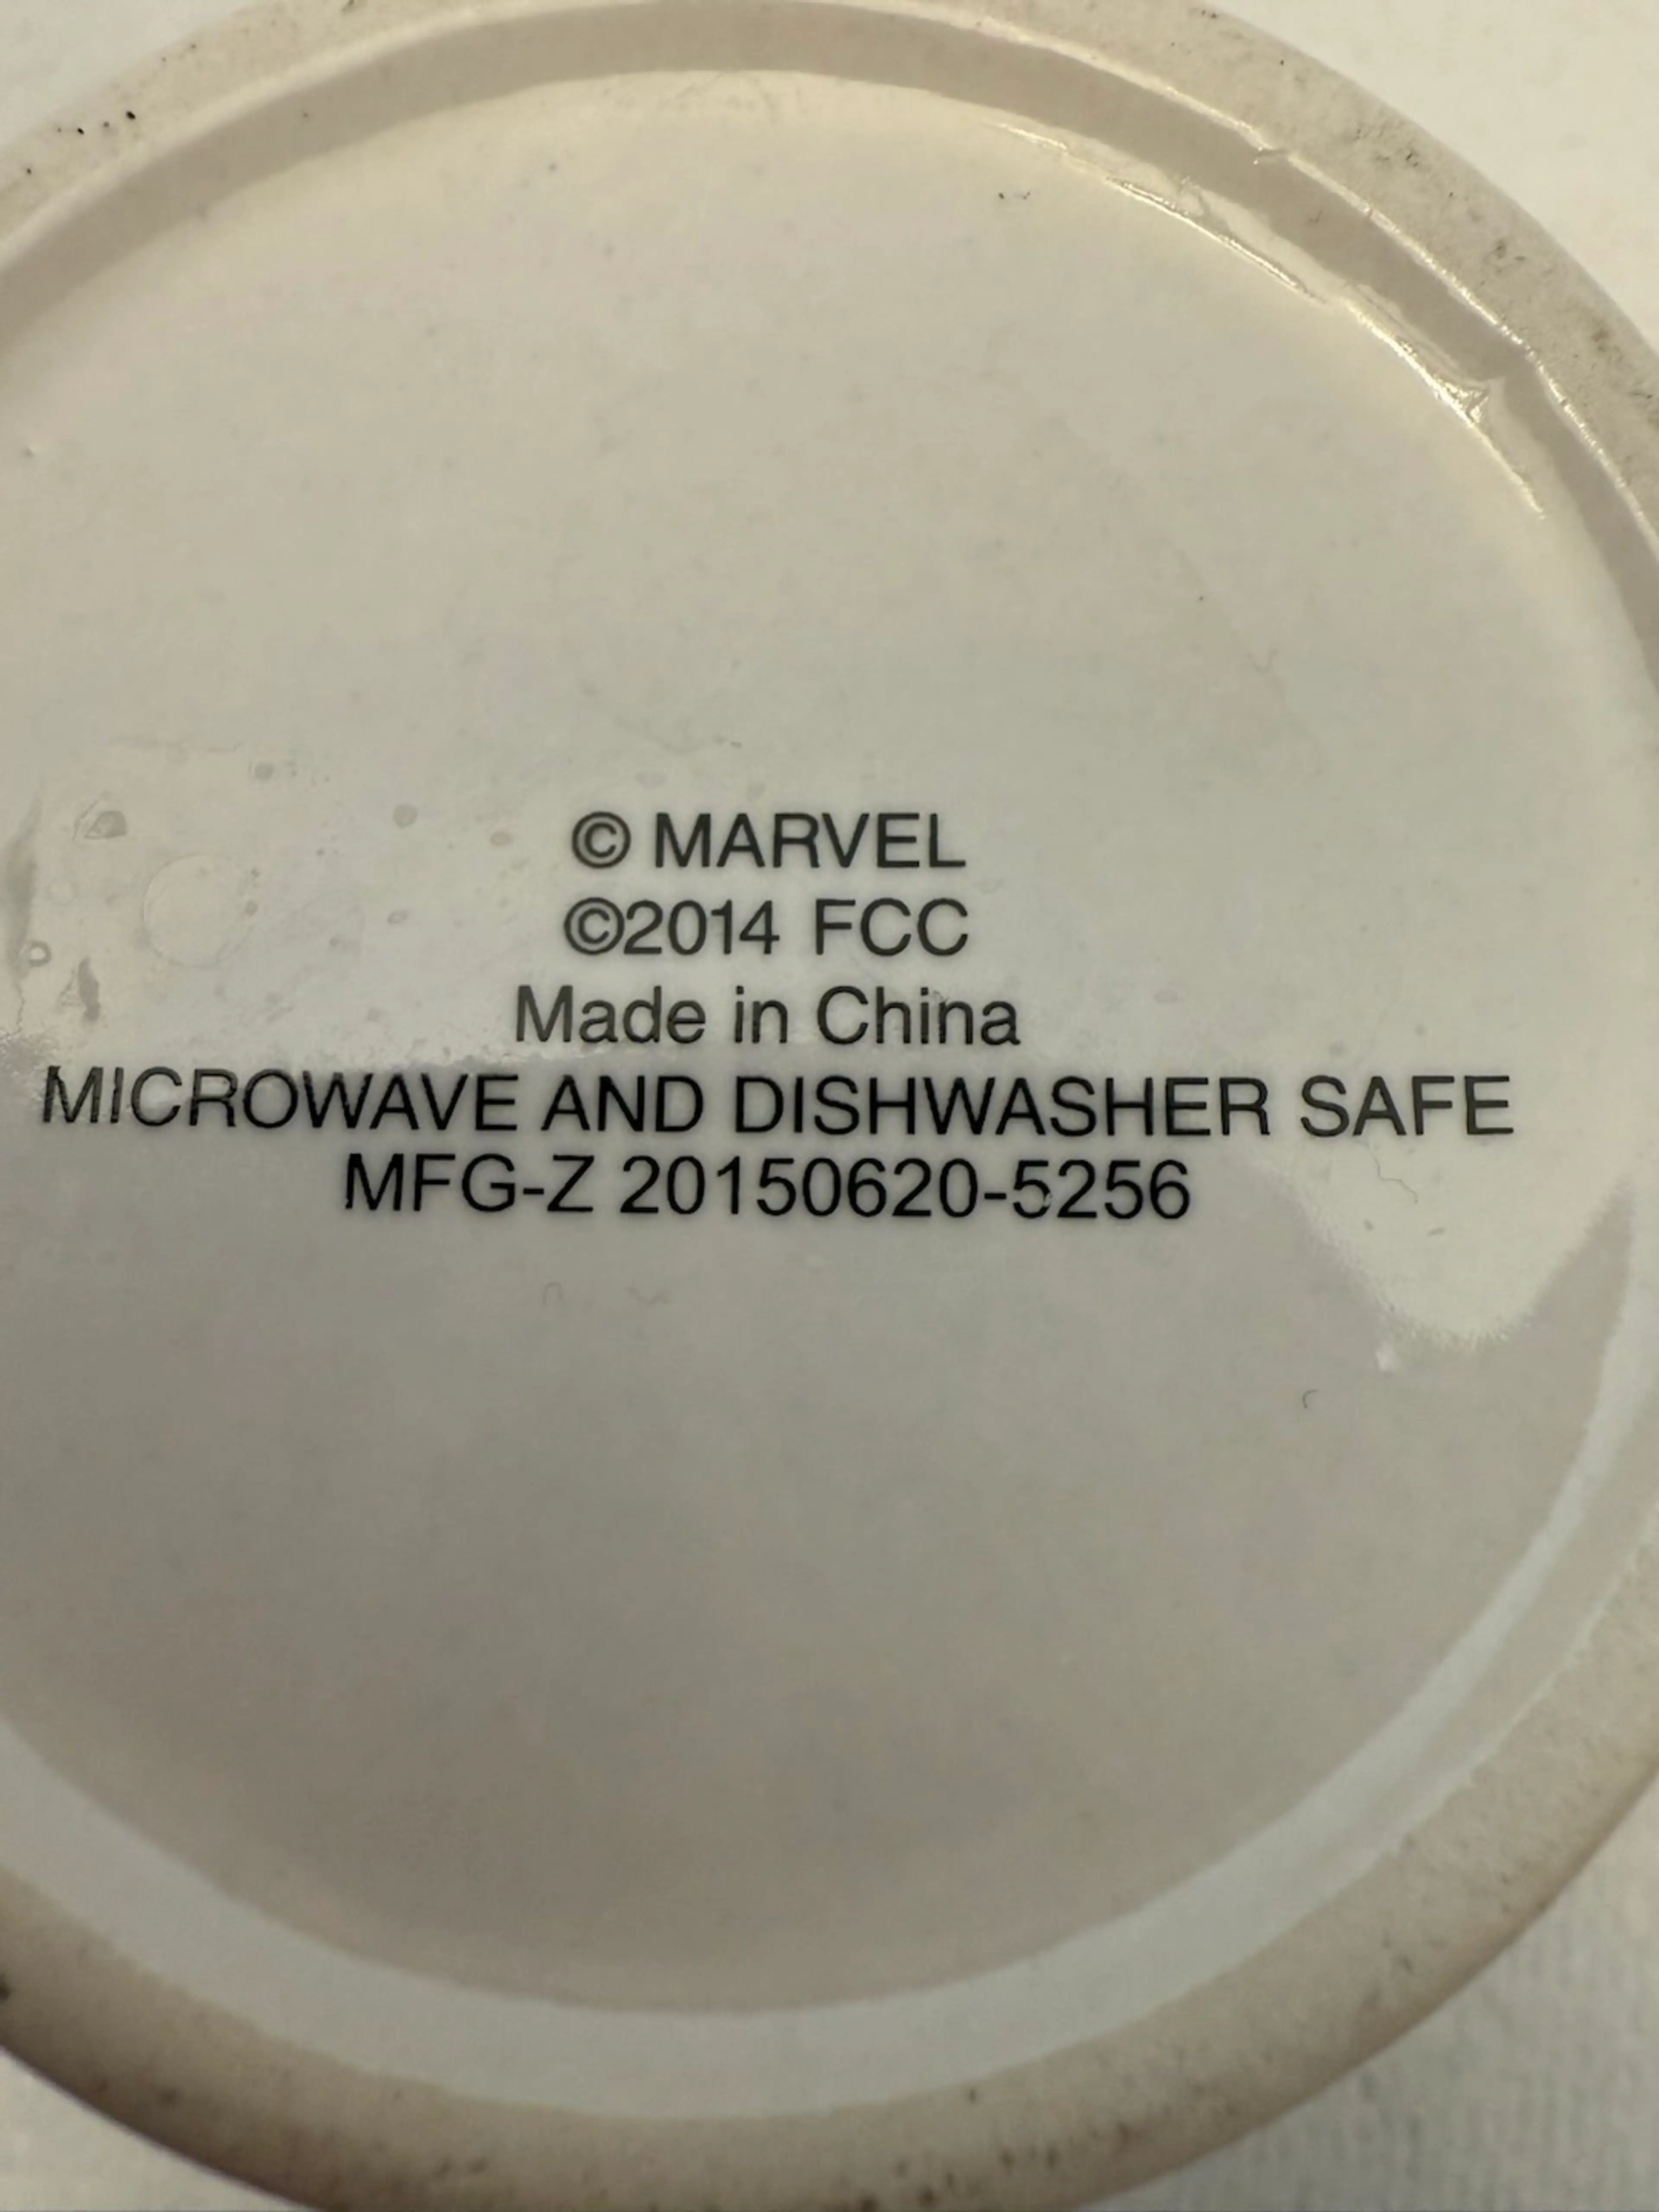 © MARVEL
©2014 FCC
Made in China
MICROWAVE AND DISHWASHER SAFE
MFG-Z 20150620-5256